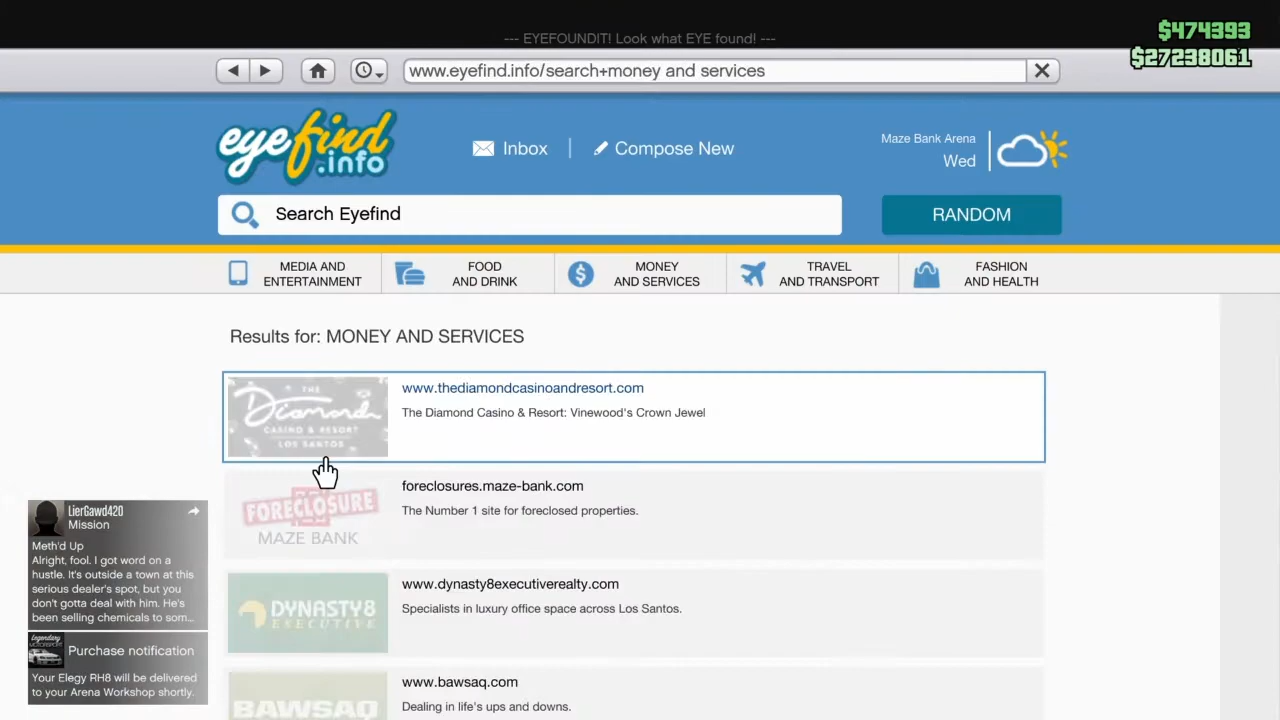 --- EYEFOUNDIT! Look what EYE found! ---
$474393
$27238061
www.eyefind.info/search+money and services
eyefind
.info
Inbox
Compose New
Maze Bank Arena
Wed
Search Eyefind
RANDOM
MEDIA AND
ENTERTAINMENT
FOOD
AND DRINK
MONEY
AND SERVICES
TRAVEL
AND TRANSPORT
FASHION
AND HEALTH
Results for: MONEY AND SERVICES
THE
Diamond
CASINO & RESORT
LOS SANTOS
www.thediamondcasinoandresort.com
The Diamond Casino & Resort: Vinewood's Crown Jewel
FORECLOSURE
MAZE BANK
foreclosures.maze-bank.com
The Number 1 site for foreclosed properties.
DYNASTY8
EXECUTIVE
www.dynasty8executiverealty.com
Specialists in luxury office space across Los Santos.
BAWSAQ
www.bawsaq.com
Dealing in life's ups and downs.
LierGawd420
Mission
Meth'd Up
Alright, fool. I got word on a
hustle. It's outside a town at this
serious dealer's spot, but you
don't gotta deal with him. He's
been selling chemicals to som...
Legendary
MOTORSPORT
Purchase notification
Your Elegy RH8 will be delivered
to your Arena Workshop shortly.